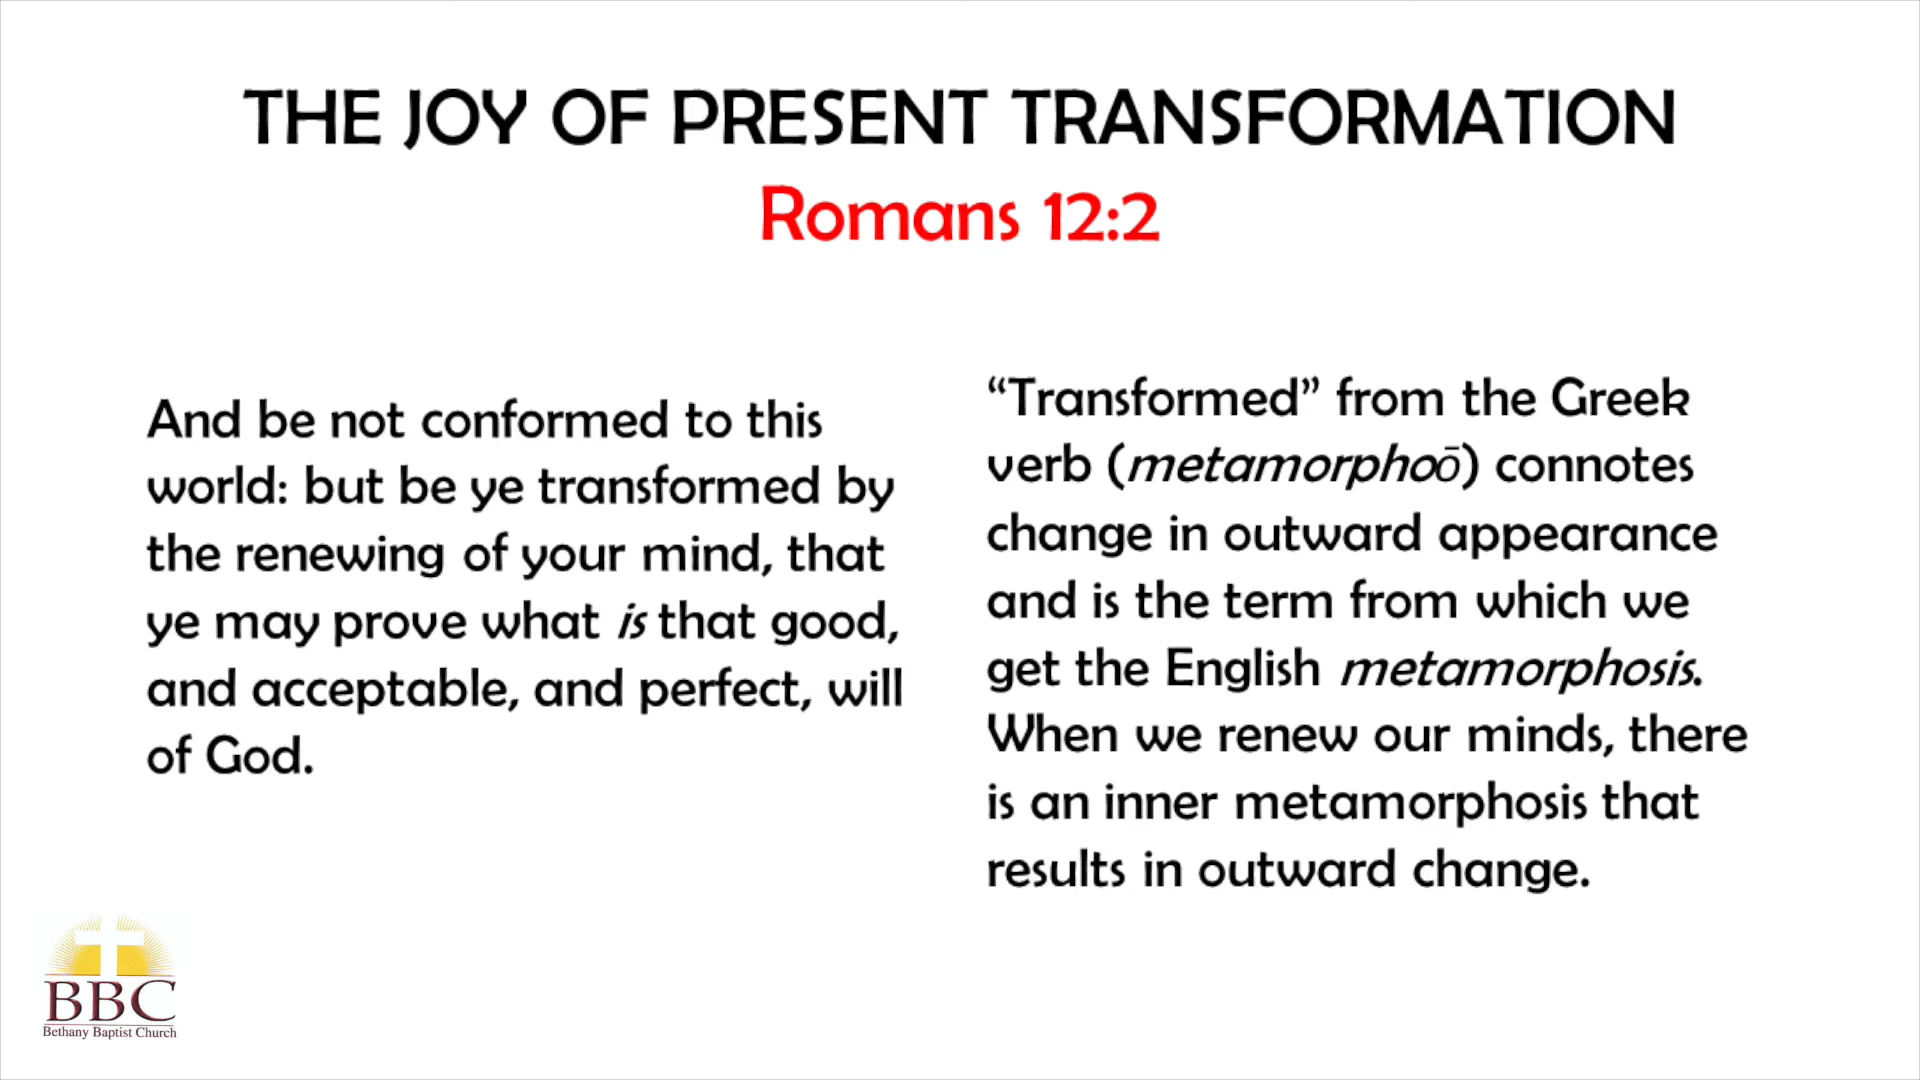 THE JOY OF PRESENT TRANSFORMATION
Romans 12:2
And be not conformed to this
world: but be ye transformed by
the renewing of your mind, that
ye may prove what is that good,
and acceptable, and perfect, will
of God.
“Transformed” from the Greek
verb (metamorphoō) connotes
change in outward appearance
and is the term from which we
get the English metamorphosis.
When we renew our minds, there
is an inner metamorphosis that
results in outward change.
BBC
Bethany Baptist Church